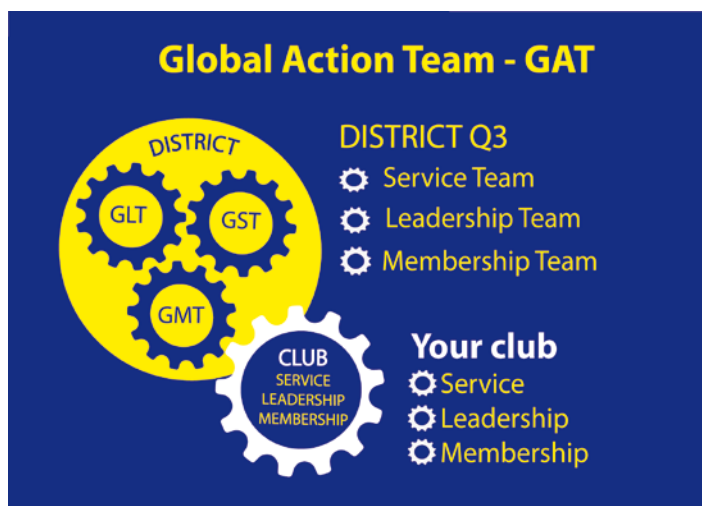 Global Action Team - GAT
DISTRICT
GLT
GST
GMT
DISTRICT Q3
Service Team
Leadership Team
Membership Team
CLUB
SERVICE
LEADERSHIP
MEMBERSHIP
Your club
Service
Leadership
Membership